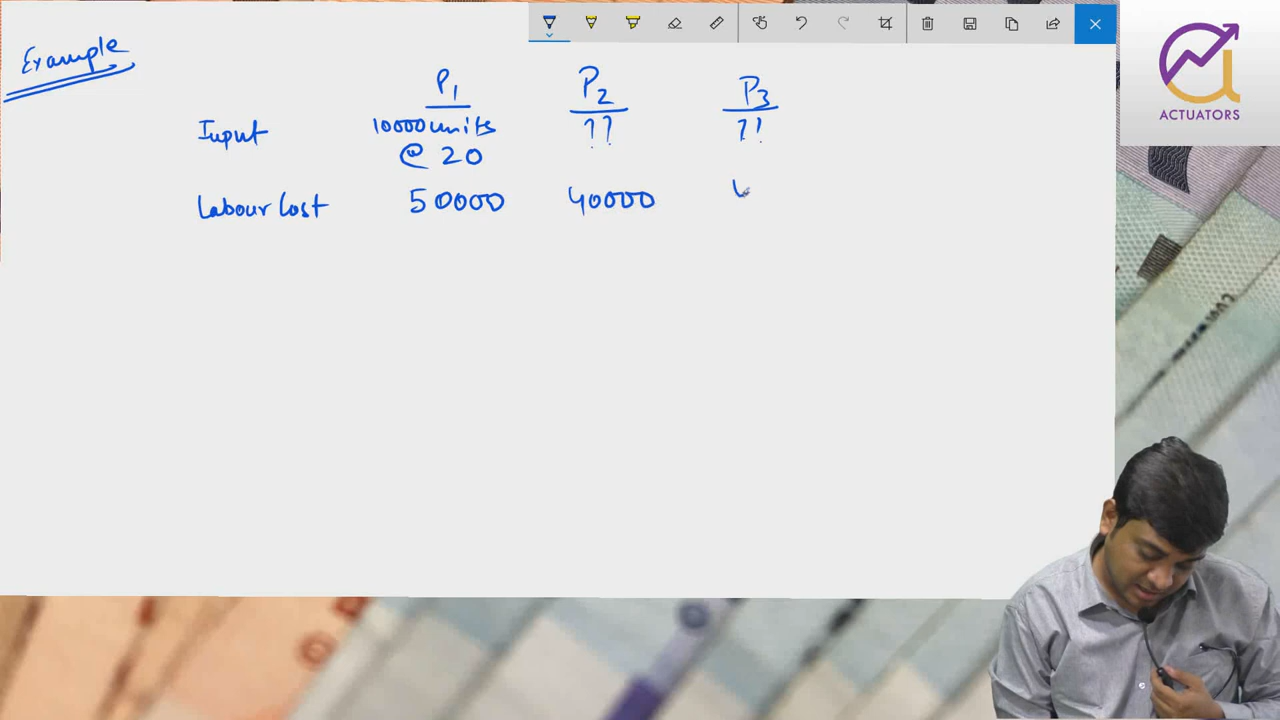 Example
P1 P2 P3
Input 10000 units ?? ??
@ 20
Labour Cost 50000 40000
ACTUATORS